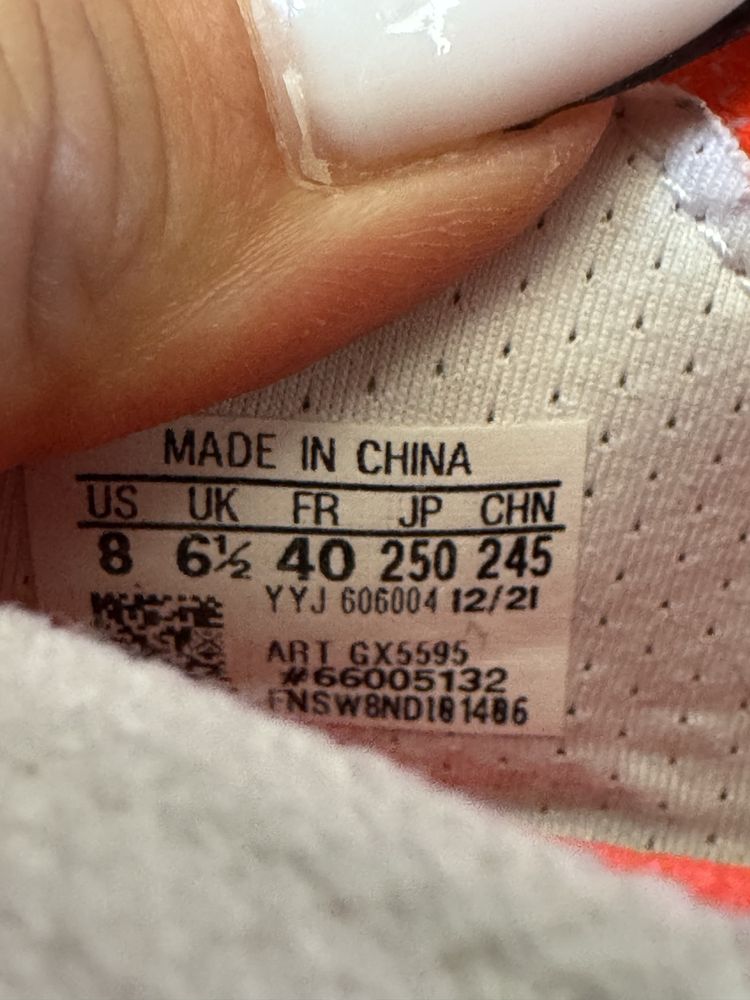 MADE IN CHINA
US UK FR JP CHN
8 6½ 40 250 245
YYJ 606004 12/21
ART GX5595
#66005132